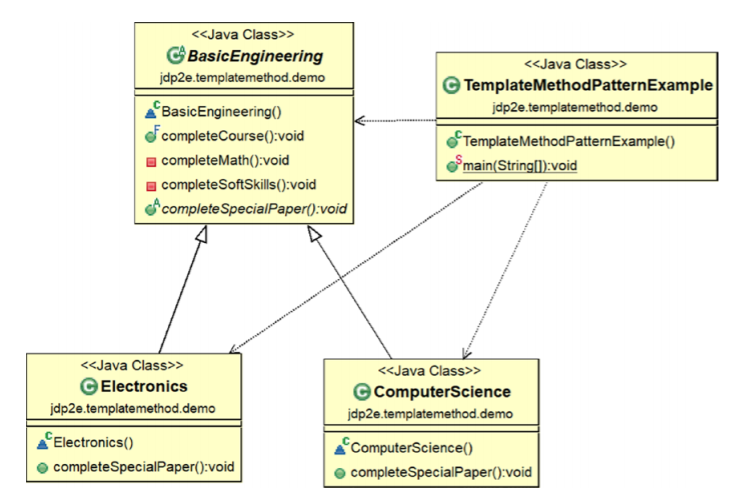 <<Java Class>>
BasicEngineering
jdp2e.templatemethod.demo
BasicEngineering()
completeCourse():void
completeMath():void
completeSoftSkills():void
completeSpecialPaper():void
<<Java Class>>
TemplateMethodPatternExample
jdp2e.templatemethod.demo
TemplateMethodPatternExample()
main(String[]):void
<<Java Class>>
Electronics
jdp2e.templatemethod.demo
Electronics()
completeSpecialPaper():void
<<Java Class>>
ComputerScience
jdp2e.templatemethod.demo
ComputerScience()
completeSpecialPaper():void